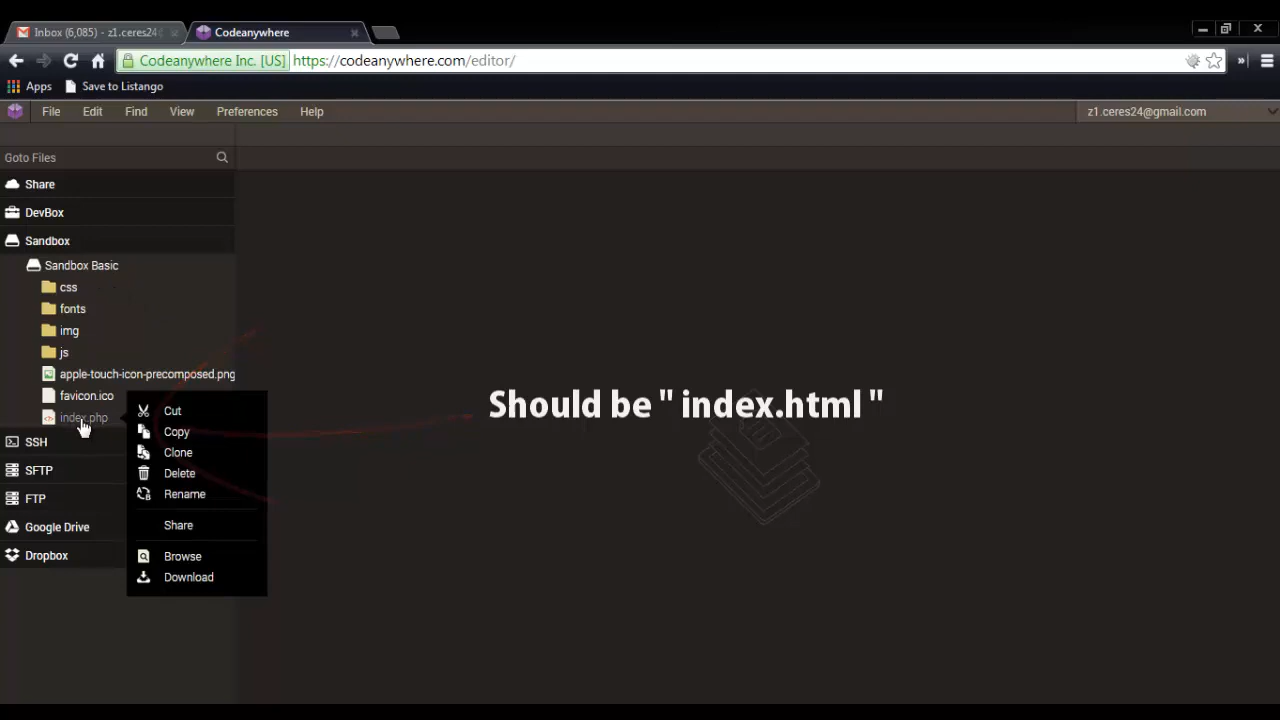 Inbox (6,085) - z1.ceres24@
Codeanywhere
Codeanywhere Inc. [US] https://codeanywhere.com/editor/
Apps Save to Listango
File Edit Find View Preferences Help z1.ceres24@gmail.com
Goto Files
Share
DevBox
Sandbox
Sandbox Basic
css
fonts
img
js
apple-touch-icon-precomposed.png
favicon.ico
index.php
SSH
SFTP
FTP
Google Drive
Dropbox
Cut
Copy
Clone
Delete
Rename
Share
Browse
Download
Should be " index.html "